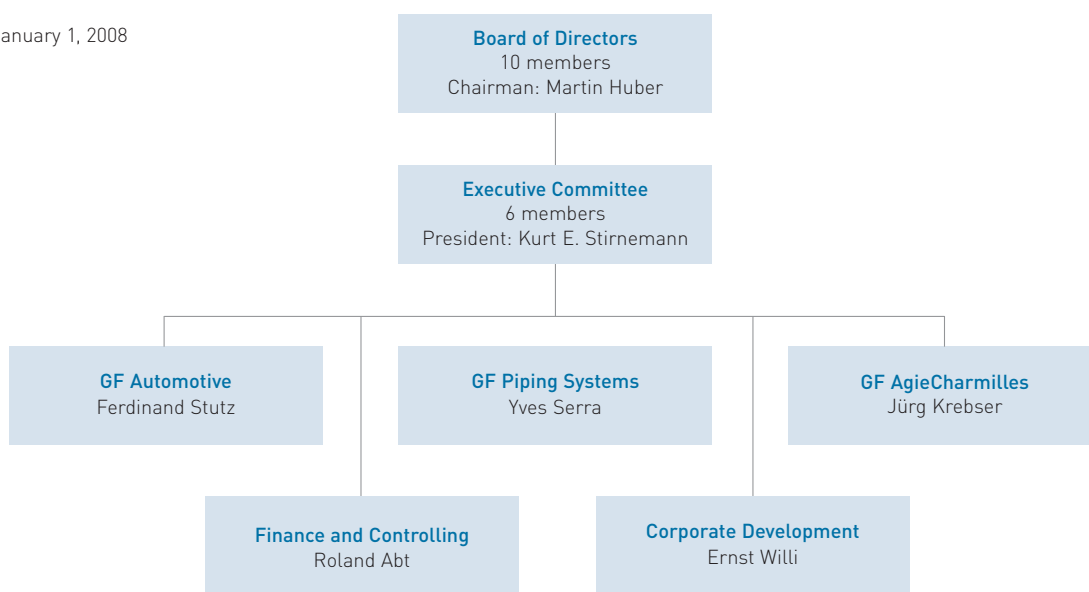 anuary 1, 2008
Board of Directors
10 members
Chairman: Martin Huber
Executive Committee
6 members
President: Kurt E. Stirnemann
GF Automotive
Ferdinand Stutz
GF Piping Systems
Yves Serra
GF AgieCharmilles
Jürg Krebser
Finance and Controlling
Roland Abt
Corporate Development
Ernst Willi